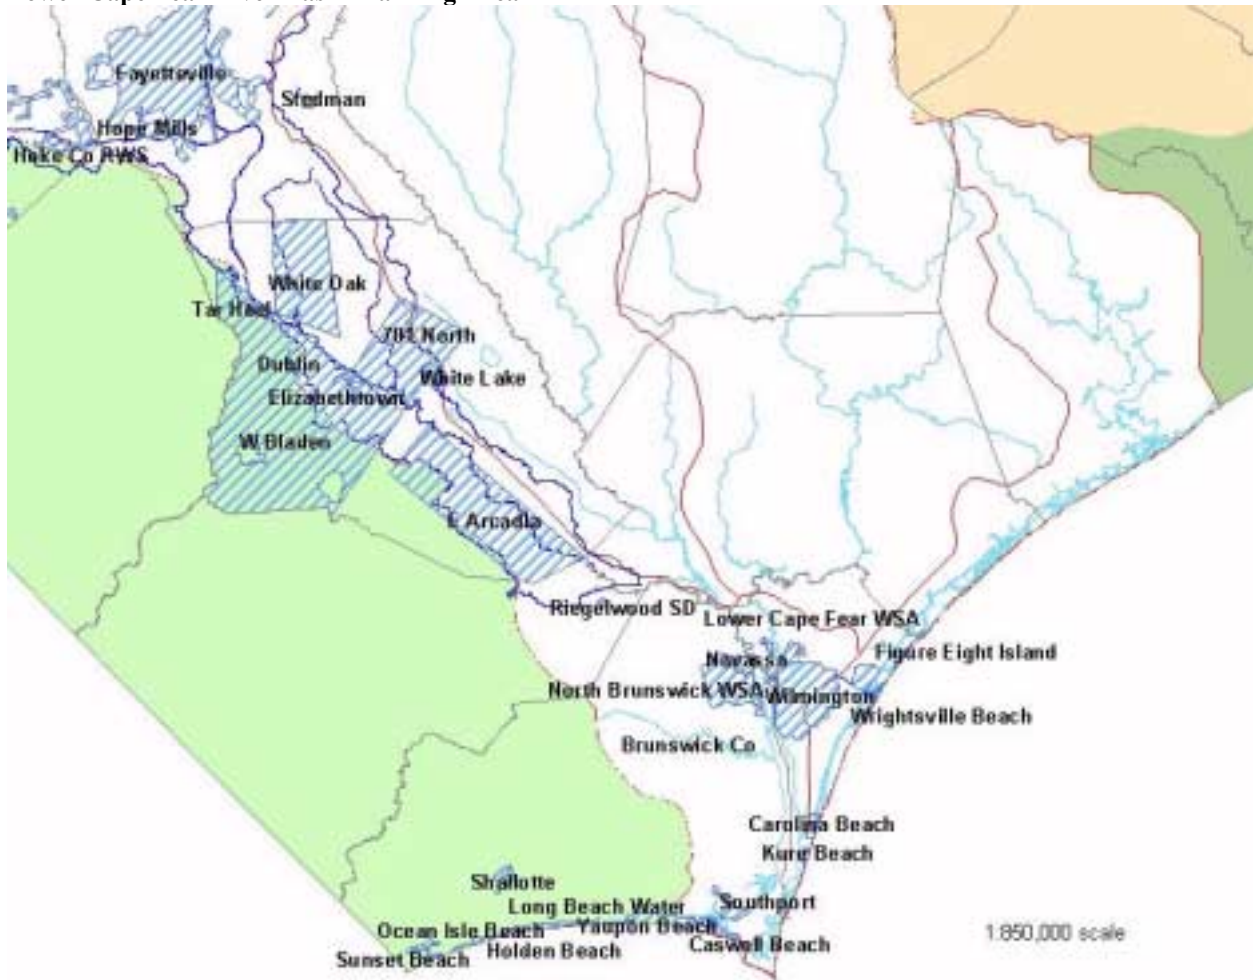 Fayetteville
Stedman
Hope Mills
Hoke Co RWS
White Oak
Tar Heel
701 North
Dublin
White Lake
Elizabethtown
W Bladen
E Arcadia
Riegelwood SD
Lower Cape Fear WSA
Navassa
Figure Eight Island
North Brunswick WSA
Wilmington
Wrightsville Beach
Brunswick Co
Carolina Beach
Kure Beach
Shallotte
Southport
Long Beach Water
Yaupon Beach
Ocean Isle Beach
Caswell Beach
Holden Beach
Sunset Beach
1:850,000 scale